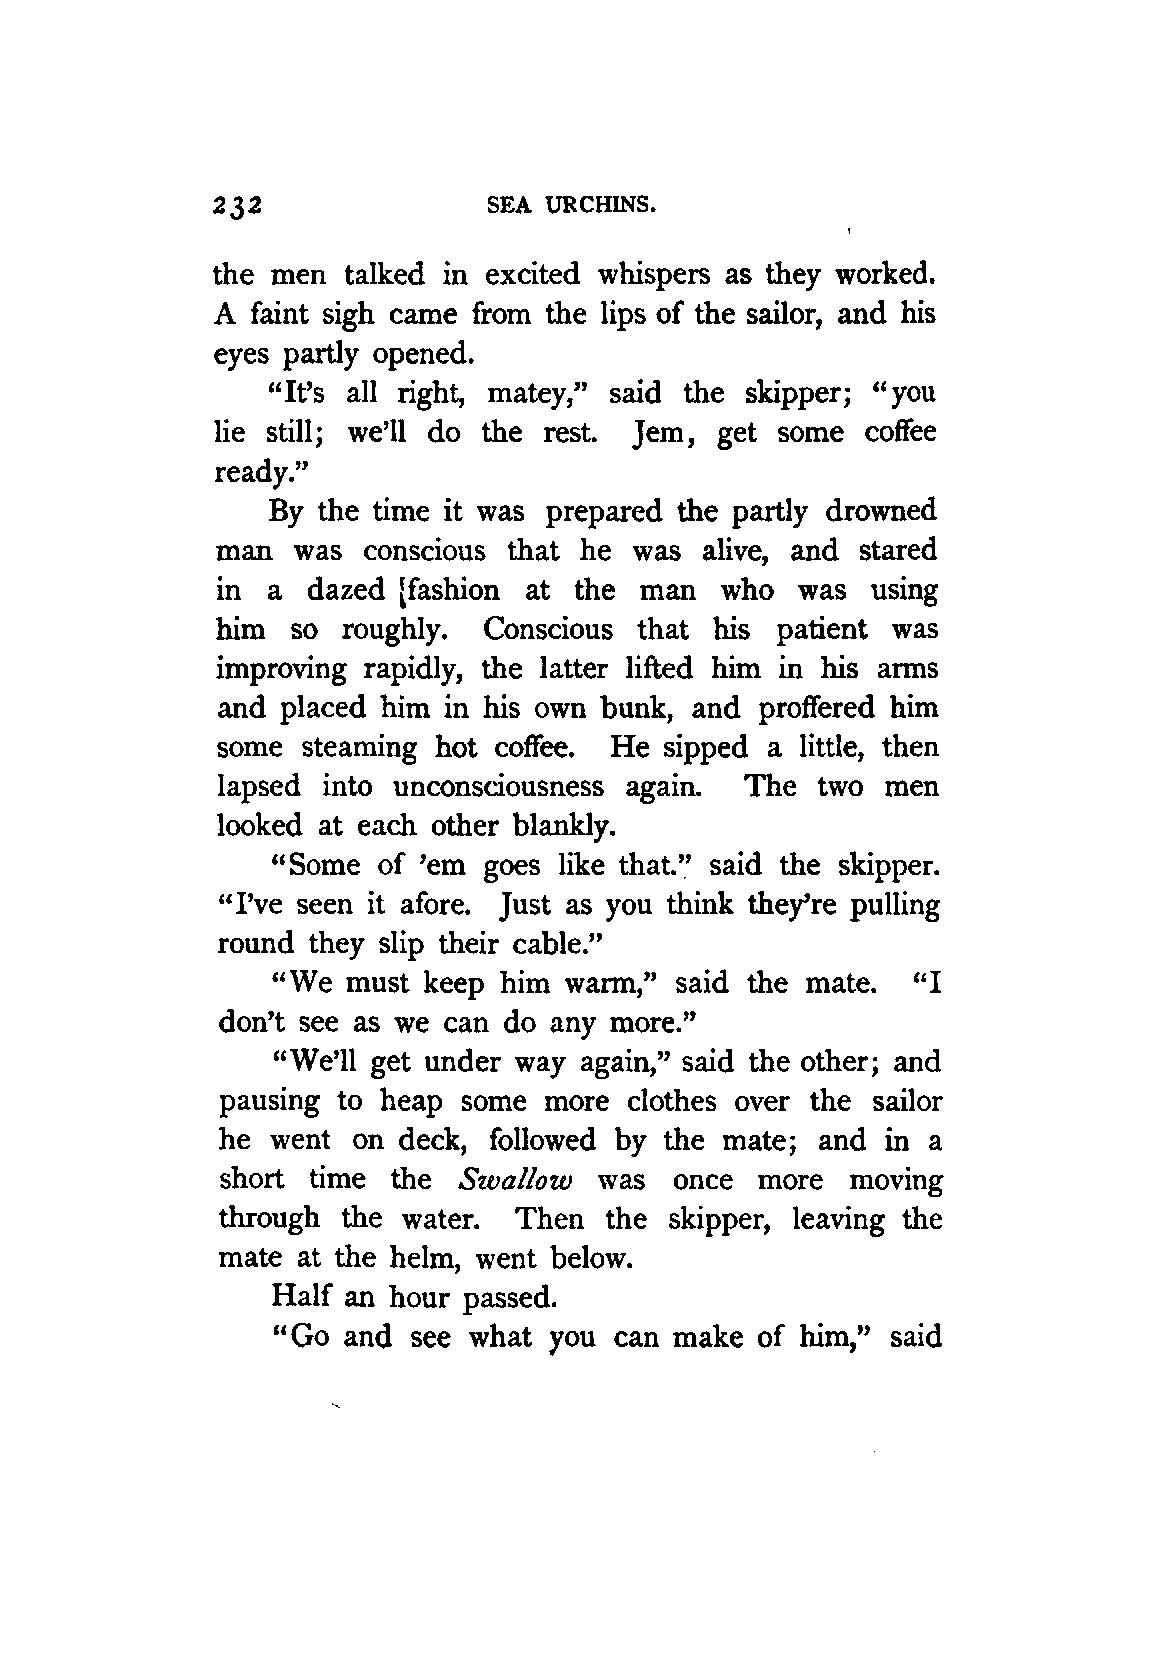 232 SEA URCHINS.
the men talked in excited whispers as they worked.
A faint sigh came from the lips of the sailor, and his
eyes partly opened.
“It’s all right, matey,” said the skipper; “you
lie still; we’ll do the rest. Jem, get some coffee
ready.”
By the time it was prepared the partly drowned
man was conscious that he was alive, and stared
in a dazed [fashion at the man who was using
him so roughly. Conscious that his patient was
improving rapidly, the latter lifted him in his arms
and placed him in his own bunk, and proffered him
some steaming hot coffee. He sipped a little, then
lapsed into unconsciousness again. The two men
looked at each other blankly.
“Some of ’em goes like that.” said the skipper.
“I’ve seen it afore. Just as you think they’re pulling
round they slip their cable.”
“We must keep him warm,” said the mate. “I
don’t see as we can do any more.”
“We’ll get under way again,” said the other; and
pausing to heap some more clothes over the sailor
he went on deck, followed by the mate; and in a
short time the Swallow was once more moving
through the water. Then the skipper, leaving the
mate at the helm, went below.
Half an hour passed.
“Go and see what you can make of him,” said